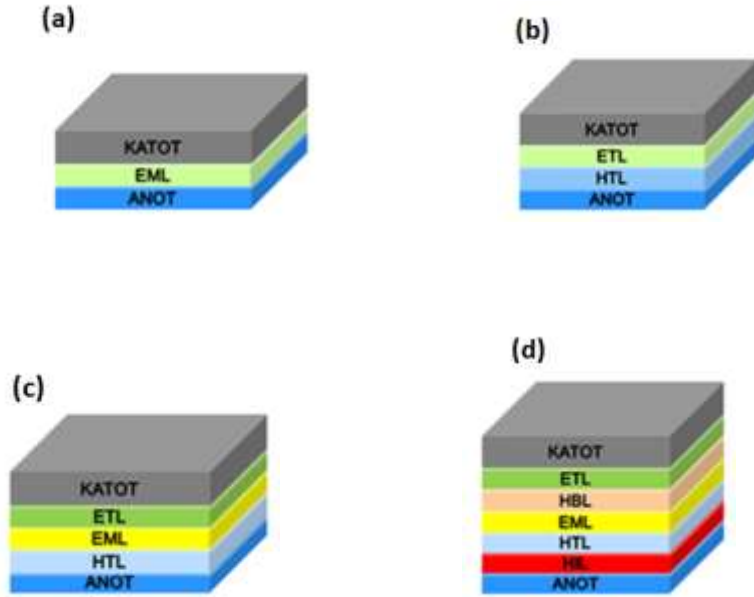 (a)
KATOT
EML
ANOT
(b)
KATOT
ETL
HTL
ANOT
(c)
KATOT
ETL
EML
HTL
ANOT
(d)
KATOT
ETL
HBL
EML
HTL
HIL
ANOT